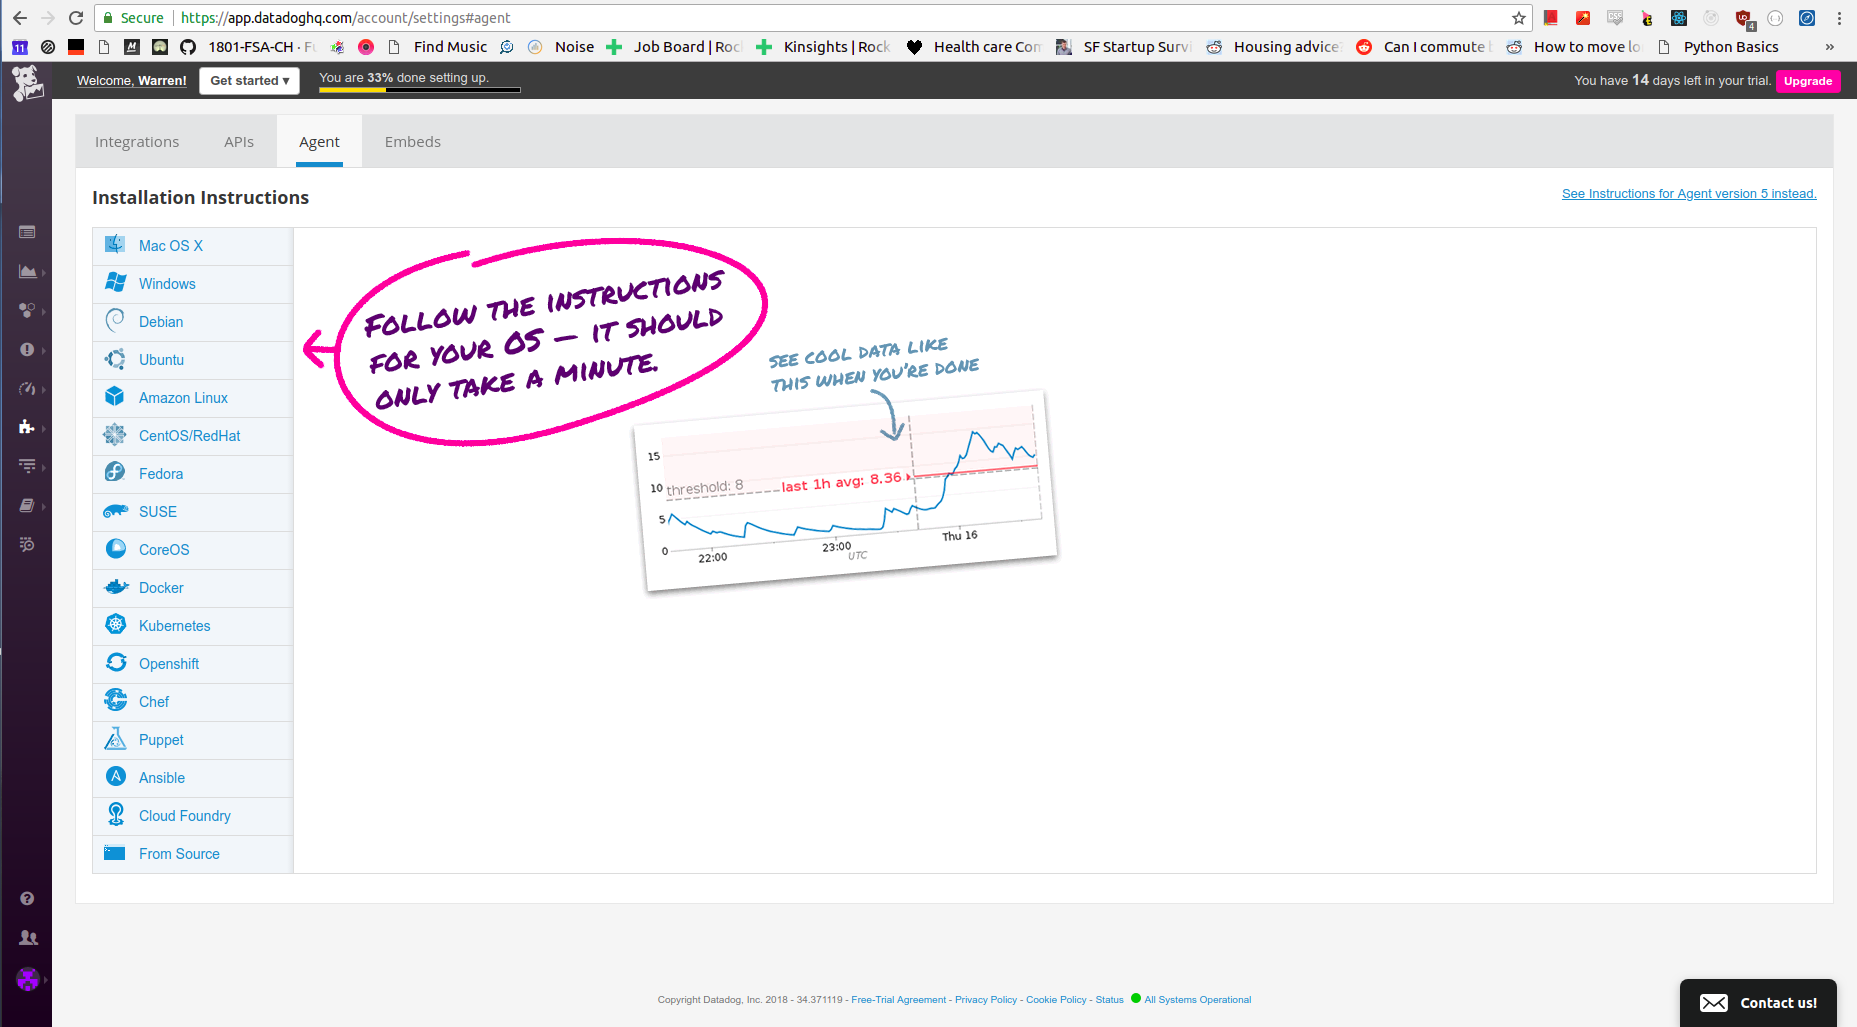 Secure https://app.datadoghq.com/account/settings#agent
11 1801-FSA-CH · Find Music Noise Job Board | Kinsights | Rock Health care SF Startup Housing advice Can I commute How to move Python Basics »
Welcome, Warren! Get started ▾ You are 33% done setting up. You have 14 days left in your trial. Upgrade
Integrations APIs Agent Embeds
Installation Instructions
See Instructions for Agent version 5 instead.
Mac OS X
Windows
Debian
Ubuntu
Amazon Linux
CentOS/RedHat
Fedora
SUSE
CoreOS
Docker
Kubernetes
Openshift
Chef
Puppet
Ansible
Cloud Foundry
From Source
FOLLOW THE INSTRUCTIONS
FOR YOUR OS – IT SHOULD
ONLY TAKE A MINUTE.
SEE COOL DATA LIKE
THIS WHEN YOU'RE DONE
15
10
5
0
threshold: 8
last 1h avg: 8.36
22:00 23:00 Thu 16
UTC
Copyright Datadog, Inc. 2018 - 34.371119 - Free-Trial Agreement - Privacy Policy - Cookie Policy - Status All Systems Operational
Contact us!